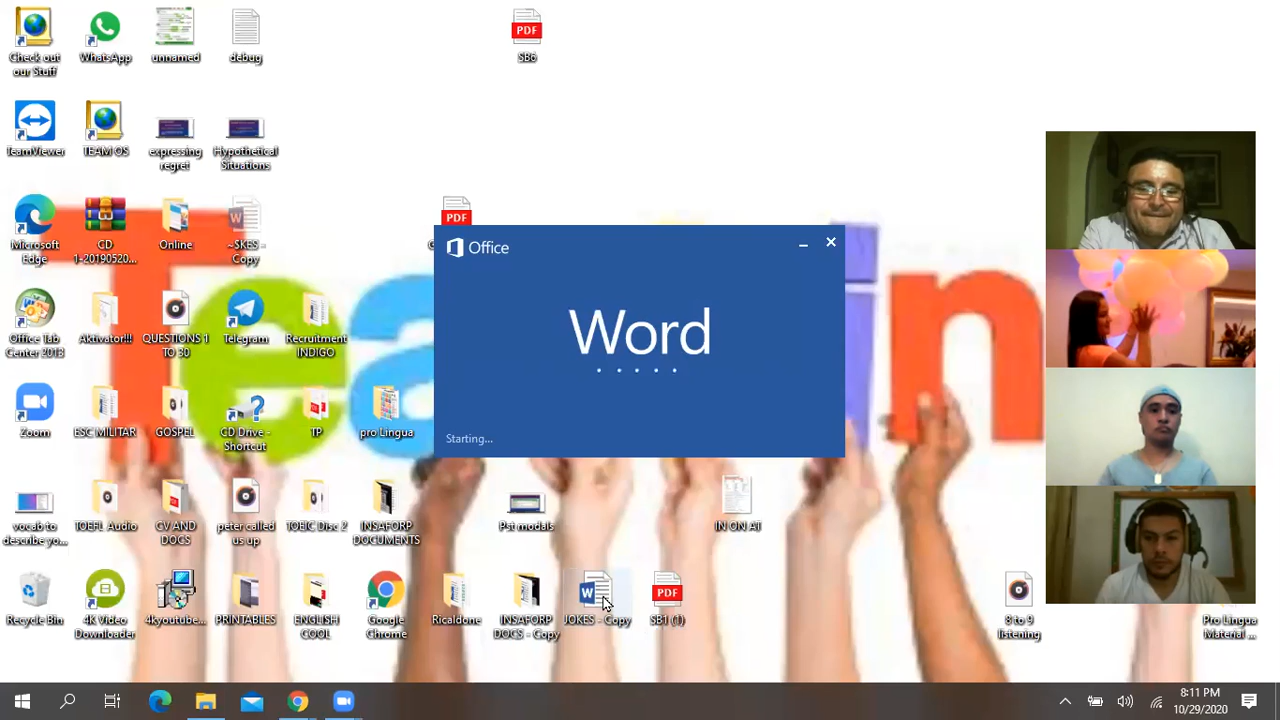 Check out
our Stuff
WhatsApp
unnamed
debug
PDF
SB6
TeamViewer
TEAM OS
expressing
regret
Hypothetical
Situations
Microsoft
Edge
CD
1-20190520...
Online
~SKES -
Copy
PDF
Office
Word
Starting...
Office Tab
Center 2013
Aktivator!!!
QUESTIONS 1
TO 30
Telegram
Recruitment
INDIGO
Zoom
ESC MILITAR
GOSPEL
CD Drive -
Shortcut
TP
pro Lingua
vocab to
describe yo...
TOEFL Audio
CV AND
DOCS
peter called
us up
TOEIC Disc 2
INSAFORP
DOCUMENTS
Pst modals
IN ON AT
Recycle Bin
4K Video
Downloader
4kyoutube...
PRINTABLES
ENGLISH
COOL
Google
Chrome
Ricaldone
INSAFORP
DOCS - Copy
JOKES - Copy
PDF
SB1 (1)
8 to 9
listening
Pro Lingua
Material ...
8:11 PM
10/29/2020